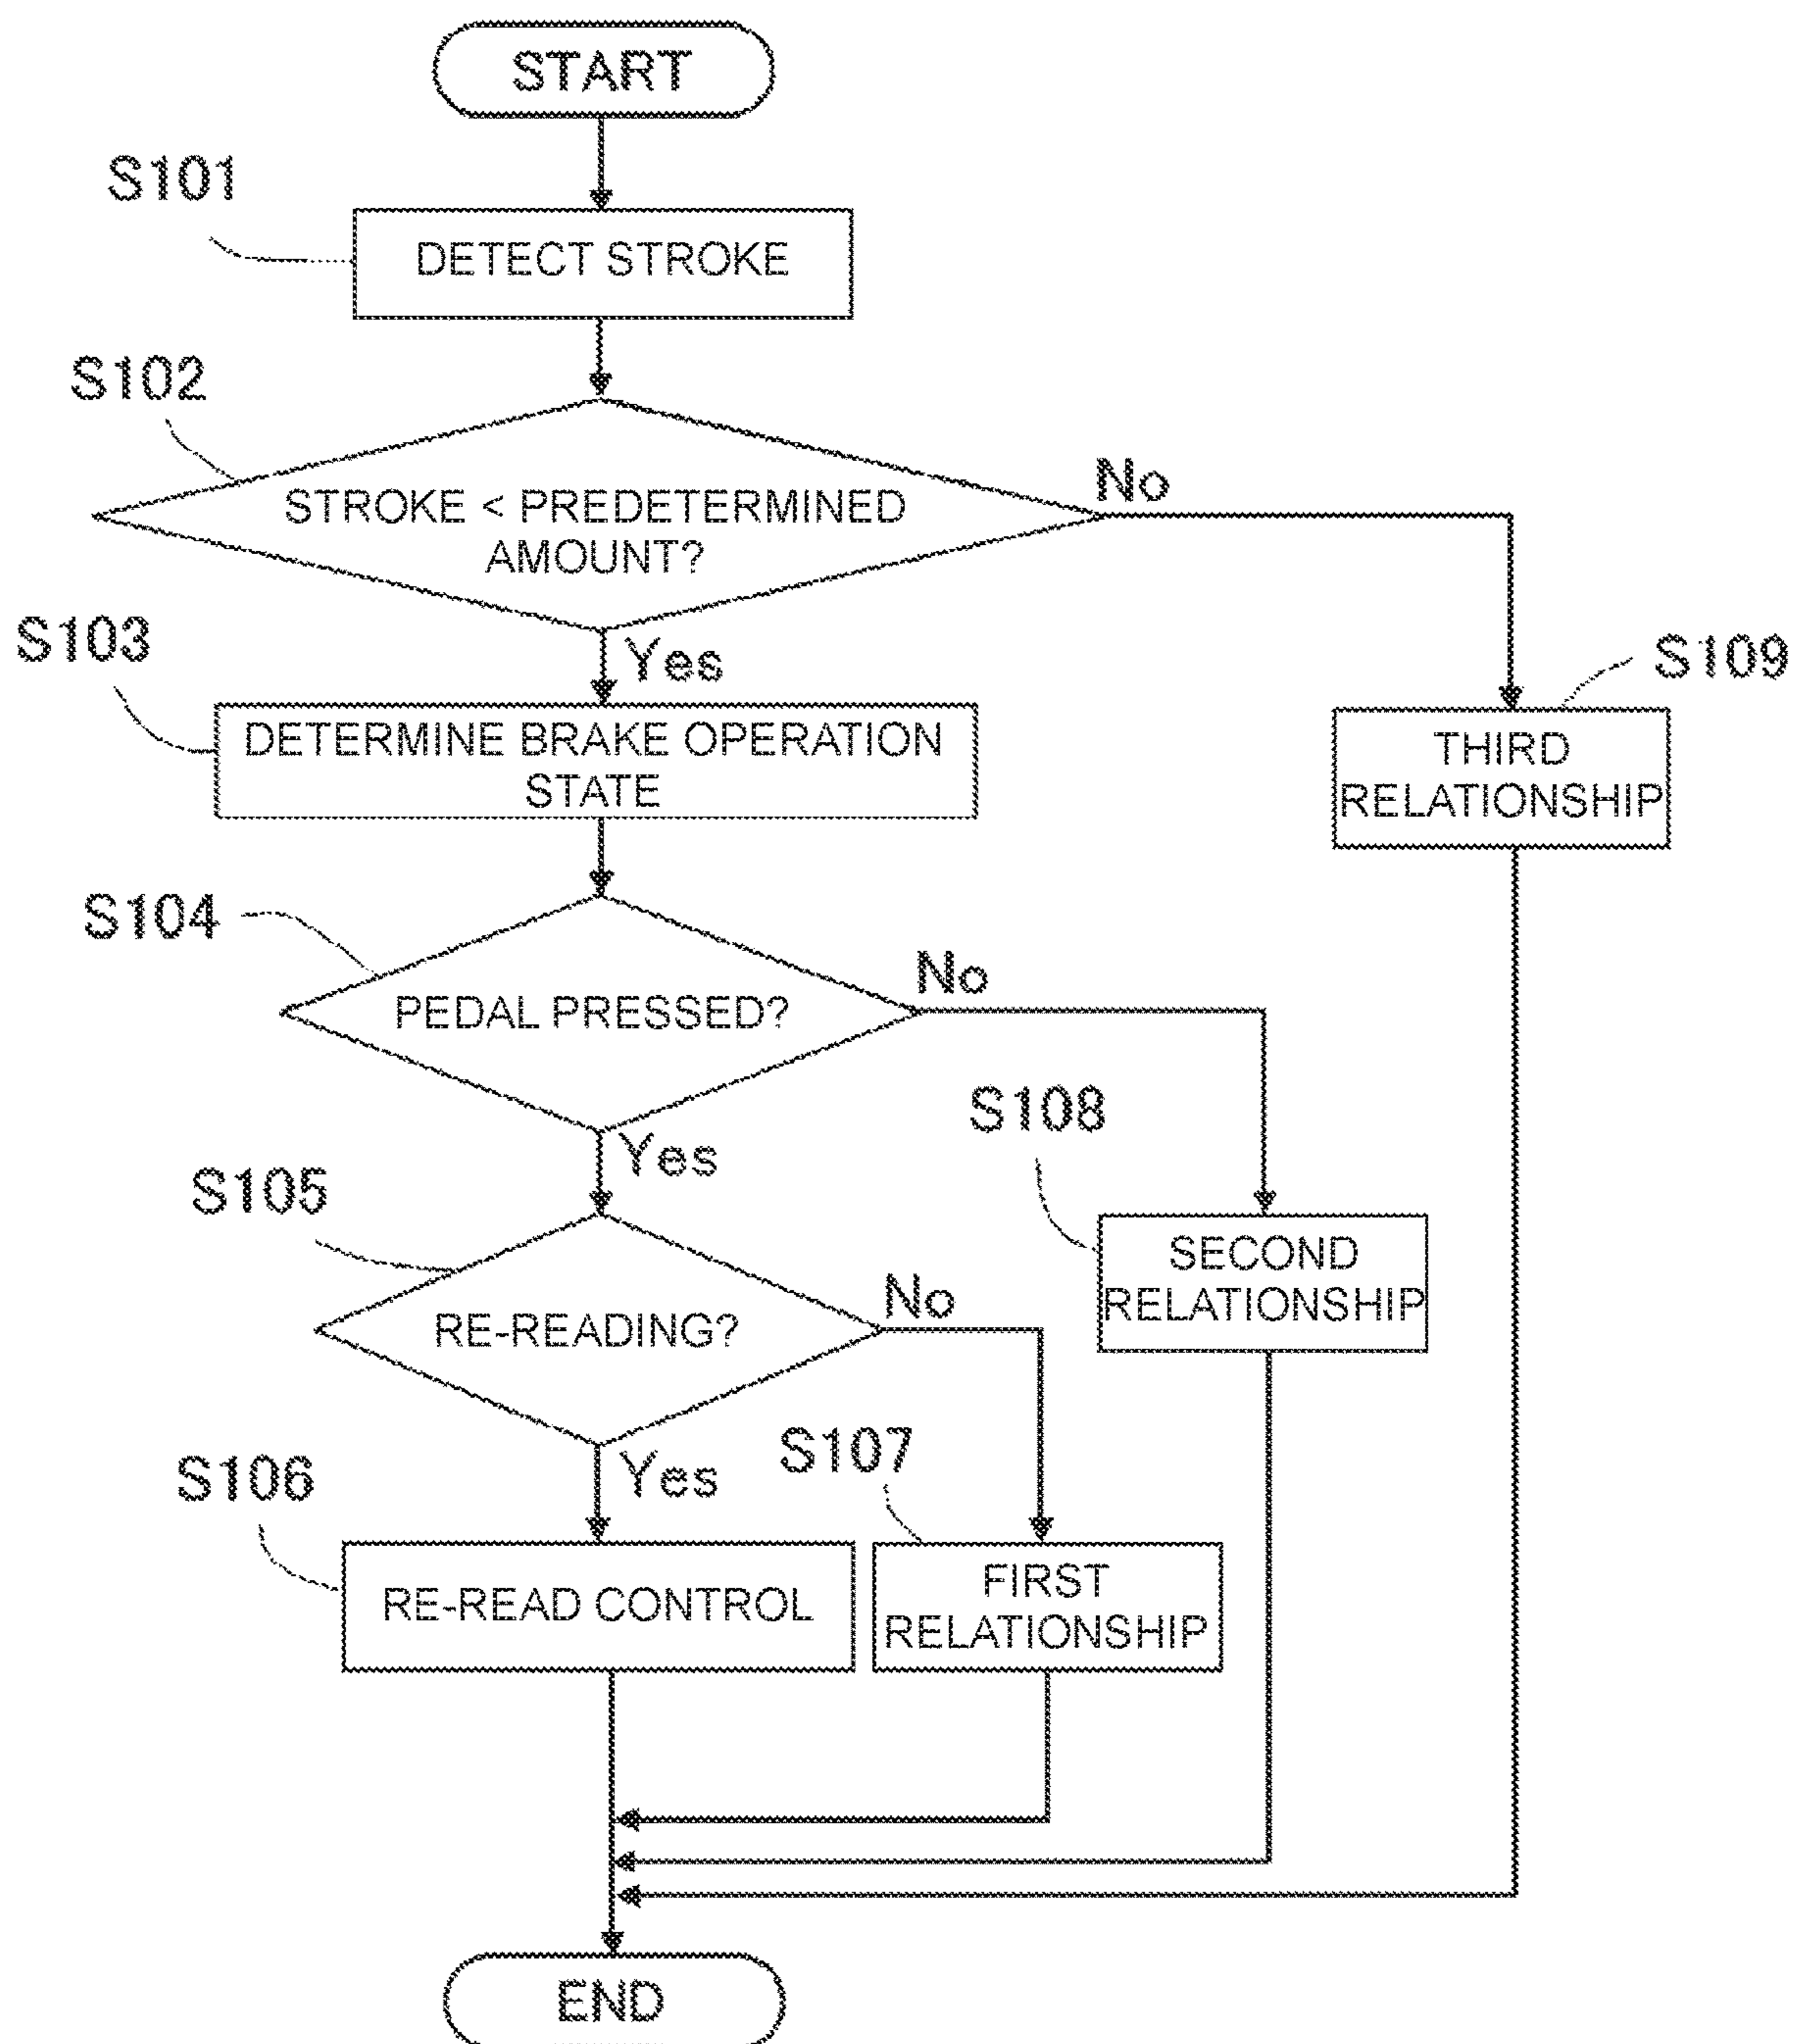 START
S101
DETECT STROKE
S102
STROKE < PREDETERMINED
AMOUNT?
No
Yes
S103
DETERMINE BRAKE OPERATION
STATE
S109
THIRD
RELATIONSHIP
S104
PEDAL PRESSED?
No
Yes
S108
SECOND
RELATIONSHIP
S105
RE-READING?
No
Yes
S106
RE-READ CONTROL
S107
FIRST
RELATIONSHIP
END